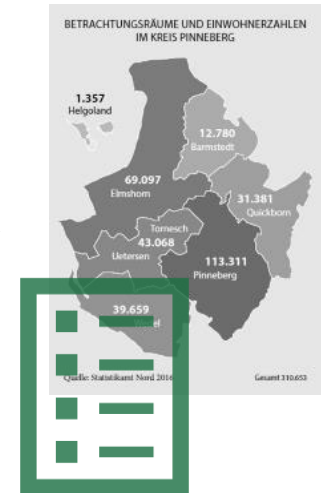 BETRACHTUNGSRÄUME UND EINWOHNERZAHLEN
IM KREIS PINNEBERG
1.357
Helgoland
12.780
Barmstedt
69.097
Elmshorn
31.381
Quickborn
Tornesch
43.068
Uetersen
113.311
Pinneberg
39.659
Quelle: Statistikamt Nord 2016
Gesamt 310.653